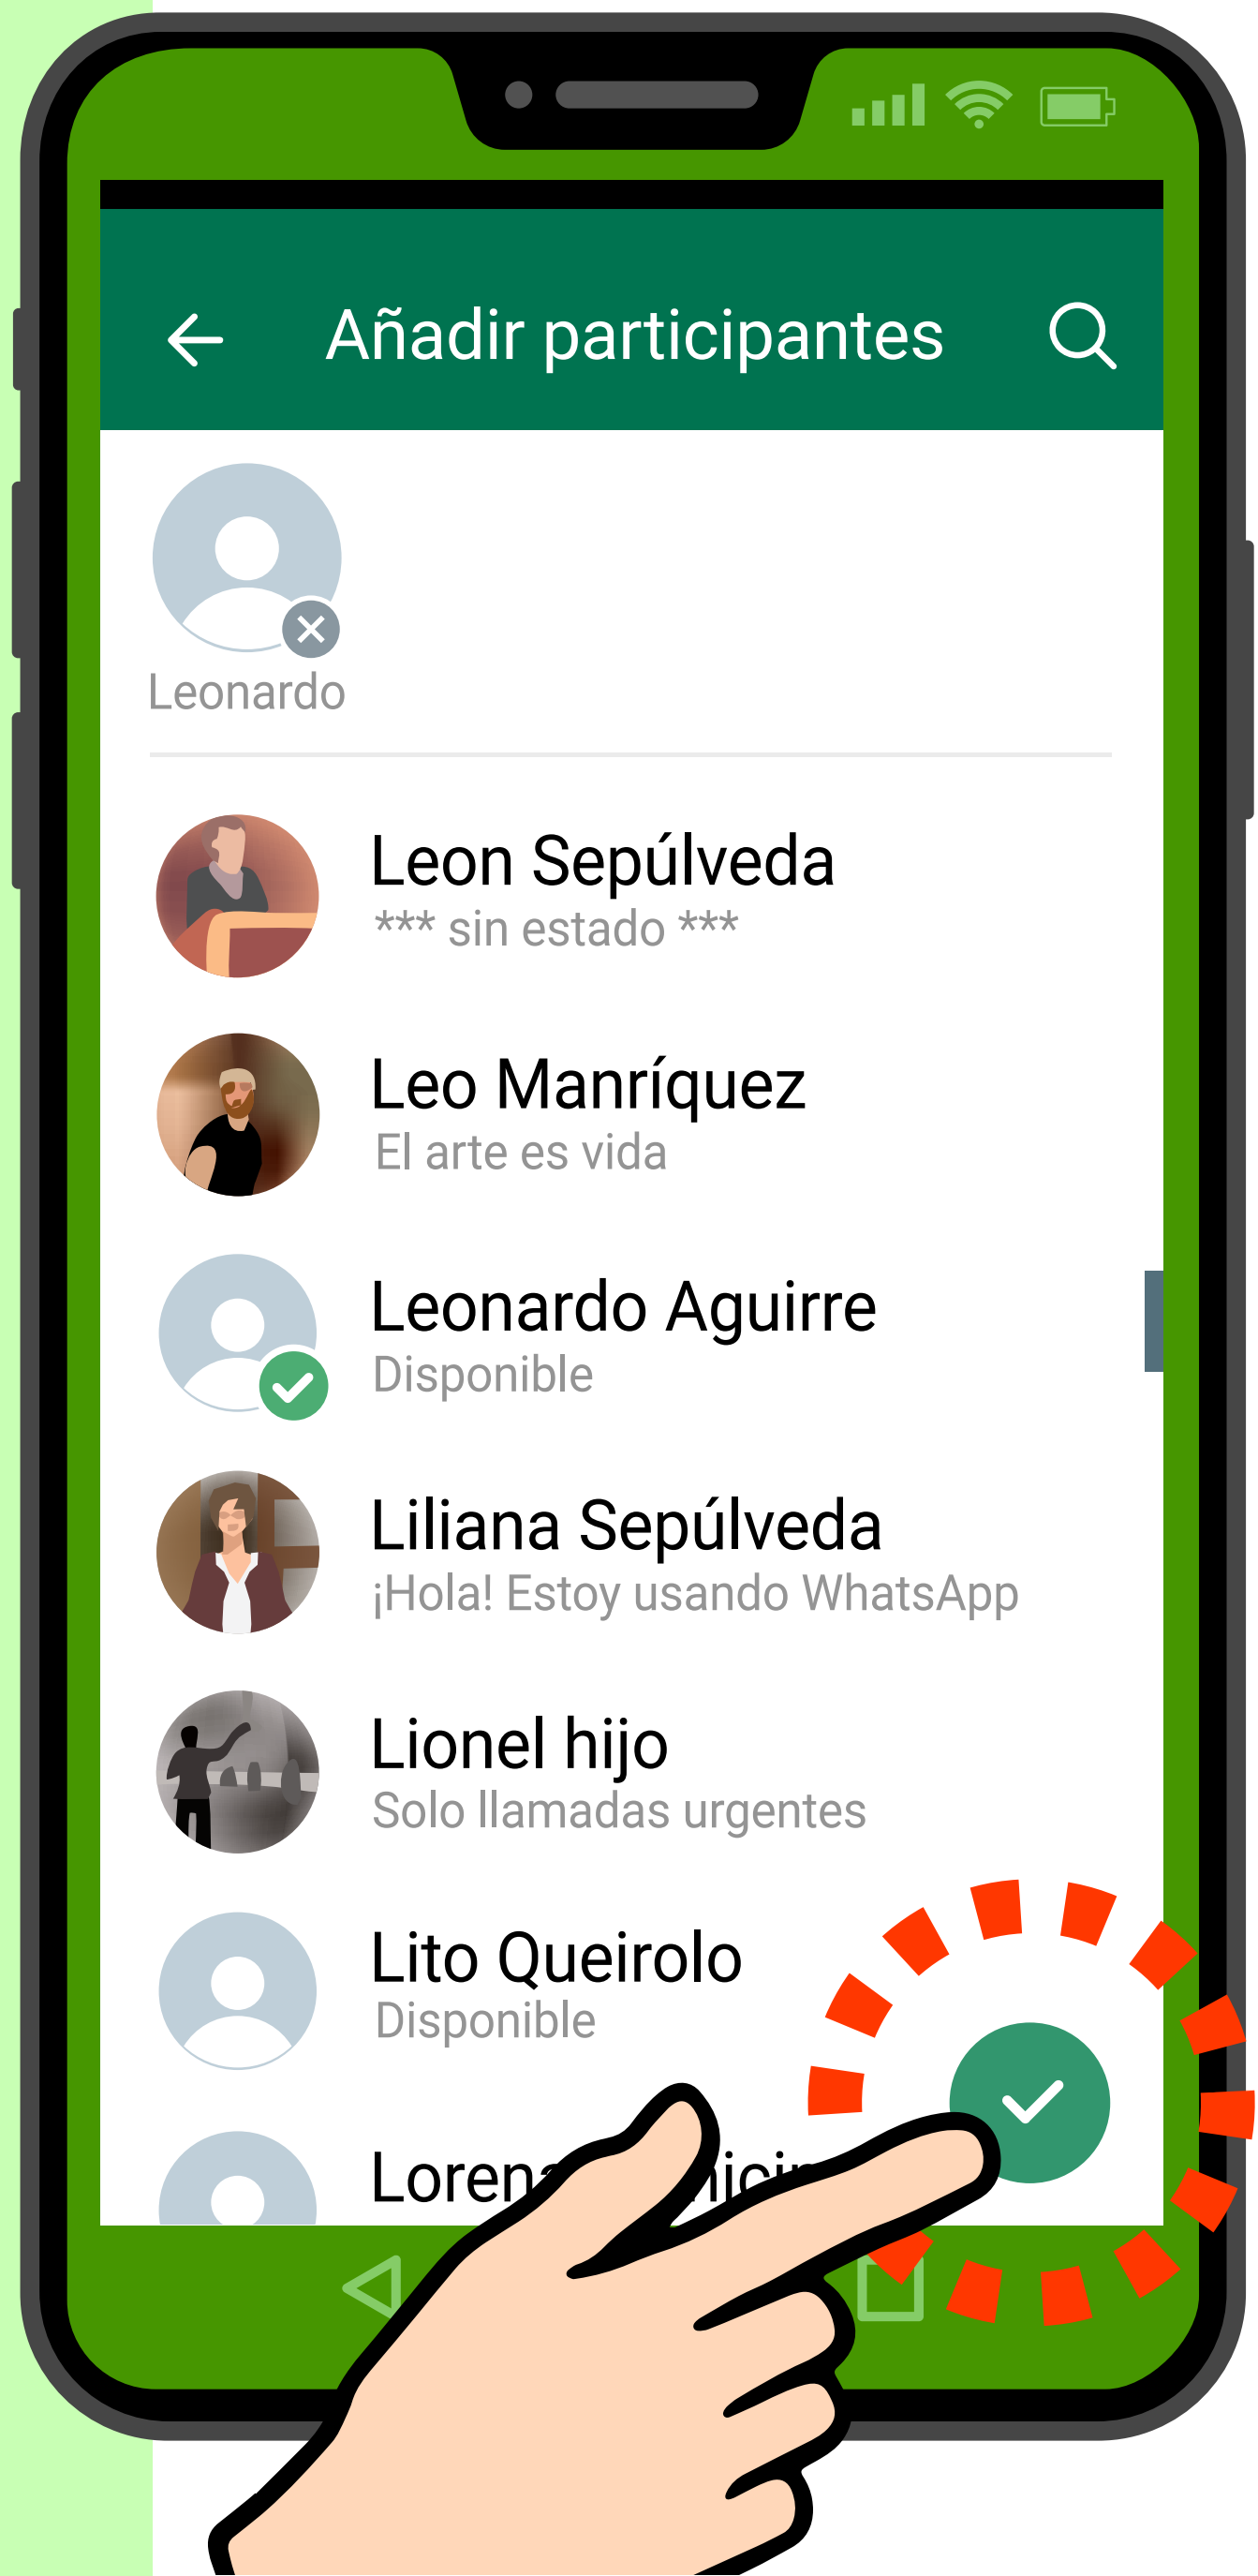 Añadir participantes
Leonardo
Leon Sepúlveda
*** sin estado ***
Leo Manríquez
El arte es vida
Leonardo Aguirre
Disponible
Liliana Sepúlveda
¡Hola! Estoy usando WhatsApp
Lionel hijo
Solo llamadas urgentes
Lito Queirolo
Disponible